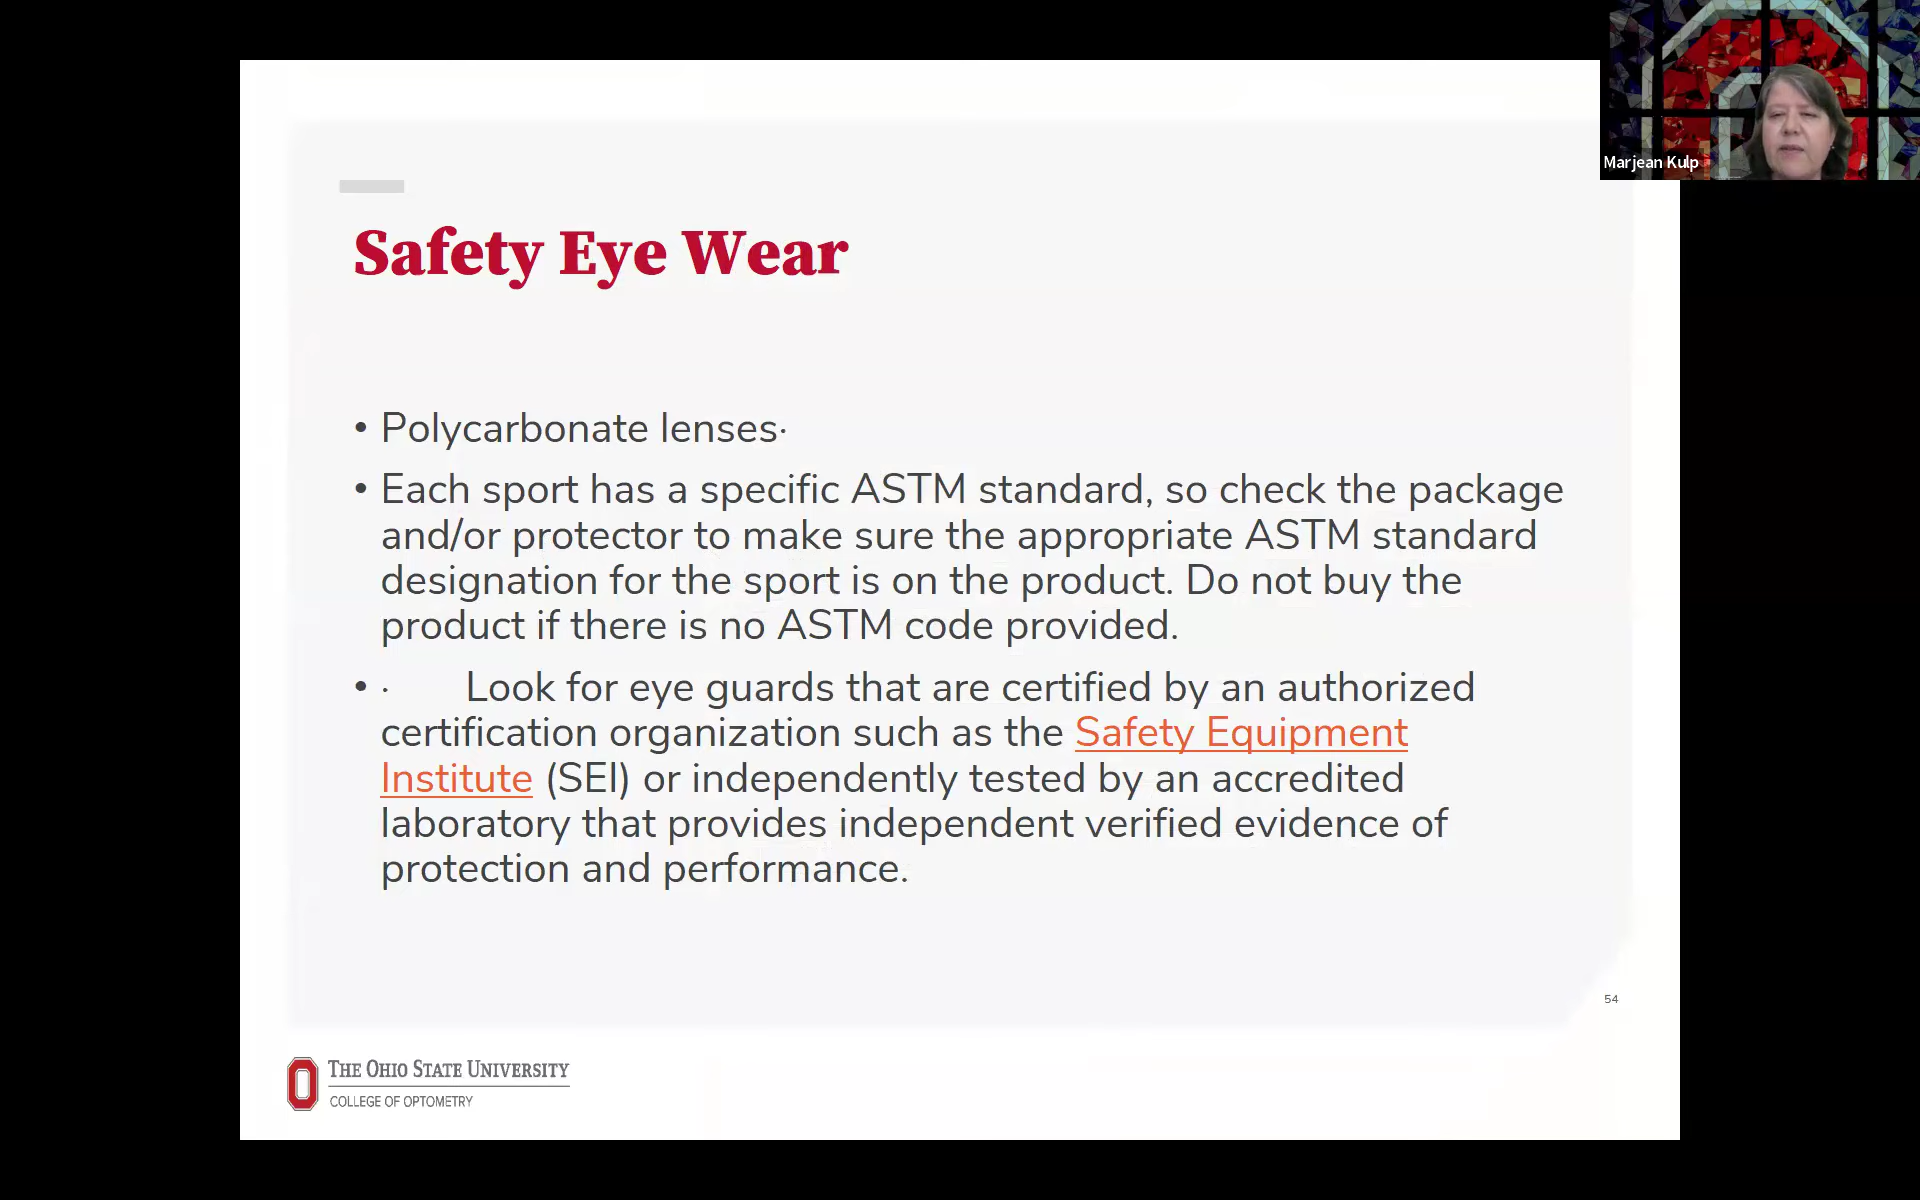 Marjean Kulp
Safety Eye Wear
• Polycarbonate lenses·
• Each sport has a specific ASTM standard, so check the package
and/or protector to make sure the appropriate ASTM standard
designation for the sport is on the product. Do not buy the
product if there is no ASTM code provided.
• · Look for eye guards that are certified by an authorized
certification organization such as the Safety Equipment
Institute (SEI) or independently tested by an accredited
laboratory that provides independent verified evidence of
protection and performance.
54
THE OHIO STATE UNIVERSITY
COLLEGE OF OPTOMETRY